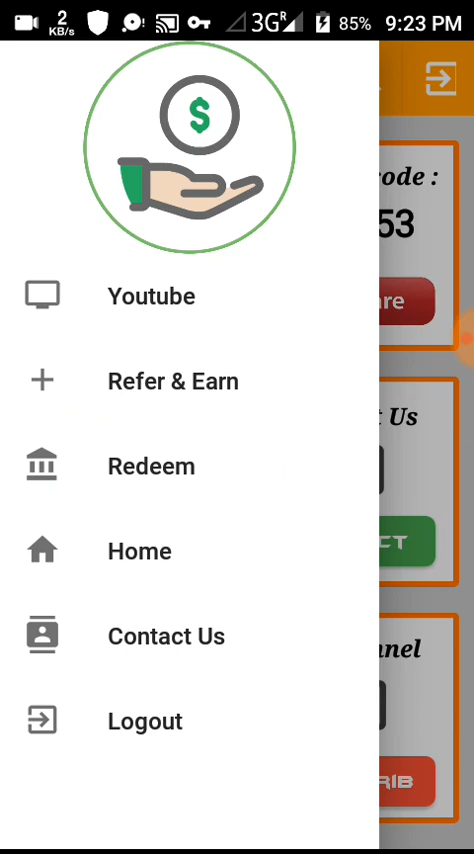 2 KB/s 3G R 85% 9:23 PM
$
ode :
53
are
Youtube
Refer & Earn
t Us
Redeem
CT
Home
Contact Us
nnel
Logout
RIB